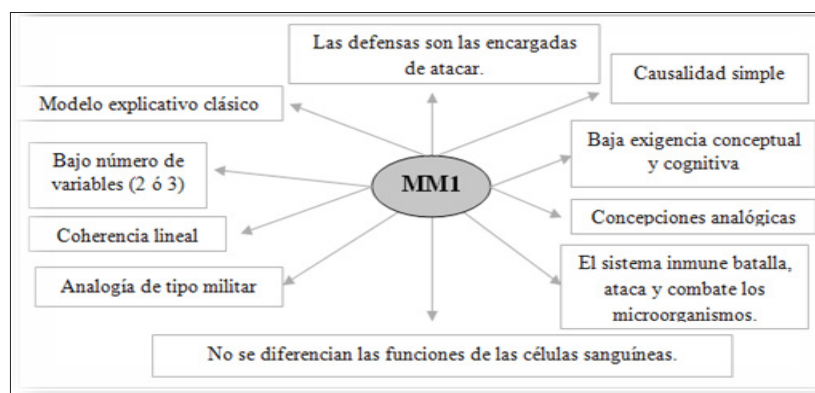 Las defensas son las encargadas
de atacar.
Causalidad simple
Modelo explicativo clásico
Baja exigencia conceptual
y cognitiva
Bajo número de
variables (2 ó 3)
MM1
Concepciones analógicas
Coherencia lineal
El sistema inmune batalla,
ataca y combate los
microorganismos.
Analogía de tipo militar
No se diferencian las funciones de las células sanguíneas.